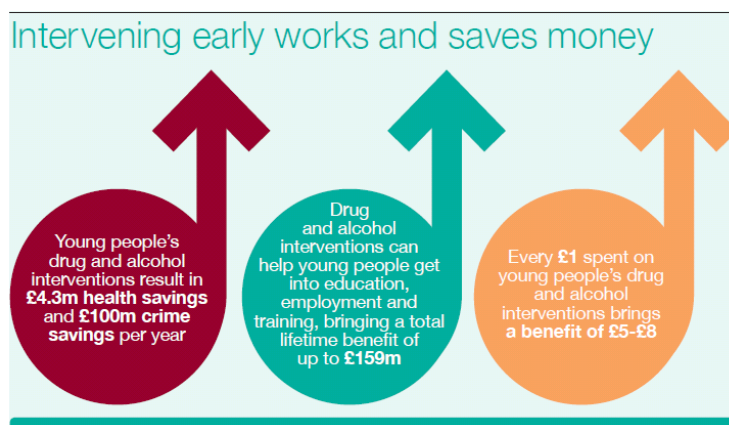 Intervening early works and saves money
Young people's
drug and alcohol
interventions result in
£4.3m health savings
and £100m crime
savings per year
Drug
and alcohol
interventions can
help young people get
into education,
employment and
training, bringing a total
lifetime benefit of
up to £159m
Every £1 spent on
young people's drug
and alcohol
interventions brings
a benefit of £5-£8